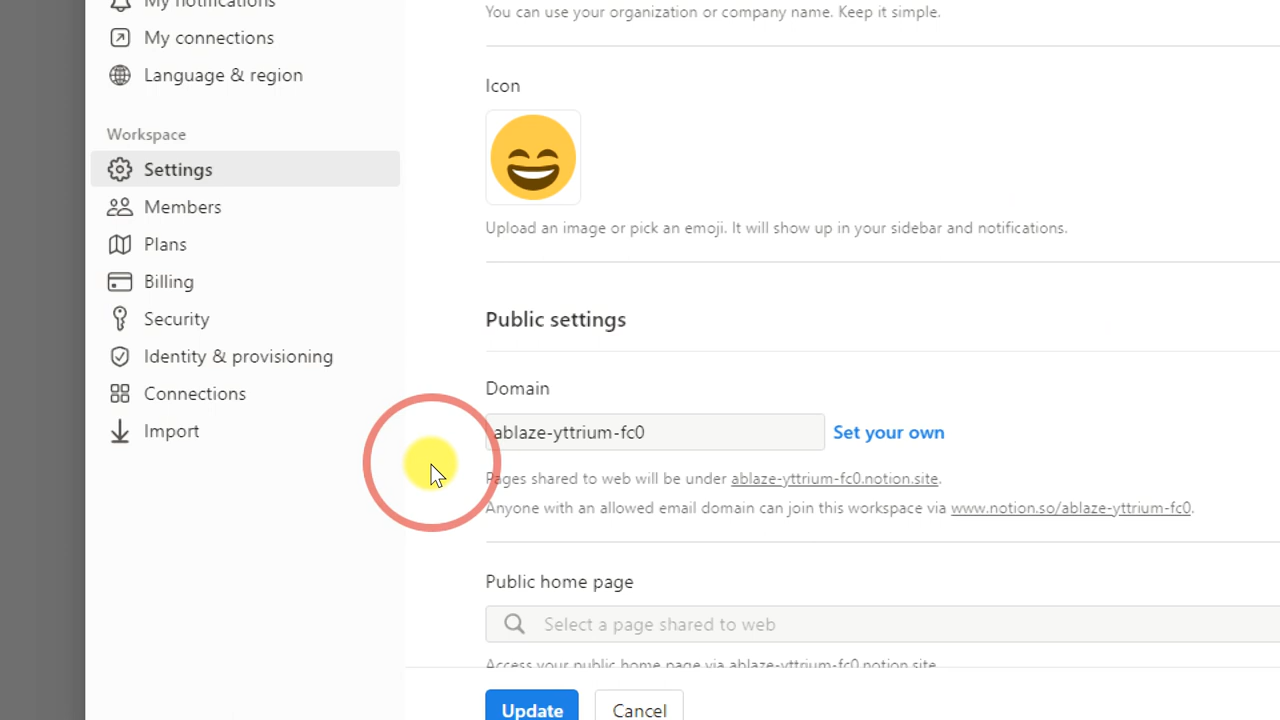 My notifications
My connections
Language & region
Workspace
Settings
Members
Plans
Billing
Security
Identity & provisioning
Connections
Import
You can use your organization or company name. Keep it simple.
Icon
Upload an image or pick an emoji. It will show up in your sidebar and notifications.
Public settings
Domain
ablaze-yttrium-fc0 Set your own
Pages shared to web will be under ablaze-yttrium-fc0.notion.site.
Anyone with an allowed email domain can join this workspace via www.notion.so/ablaze-yttrium-fc0.
Public home page
Select a page shared to web
Access your public home page via ablaze-yttrium-fc0.notion.site
Update Cancel